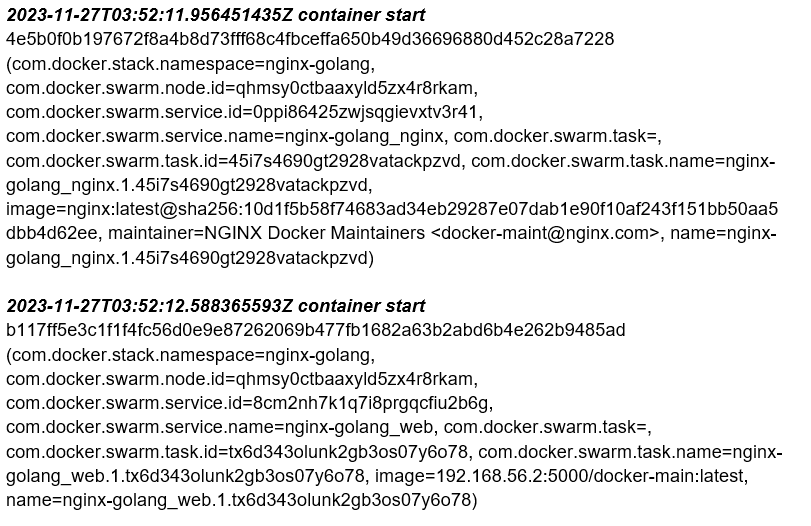 2023-11-27T03:52:11.956451435Z container start
4e5b0f0b197672f8a4b8d73fff68c4fbceffa650b49d36696880d452c28a7228
(com.docker.stack.namespace=nginx-golang,
com.docker.swarm.node.id=qhmsy0ctbaaxyld5zx4r8rkam,
com.docker.swarm.service.id=0ppi86425zwjsqgievxtv3r41,
com.docker.swarm.service.name=nginx-golang_nginx, com.docker.swarm.task=,
com.docker.swarm.task.id=45i7s4690gt2928vatackpzvd, com.docker.swarm.task.name=nginx-
golang_nginx.1.45i7s4690gt2928vatackpzvd,
image=nginx:latest@sha256:10d1f5b58f74683ad34eb29287e07dab1e90f10af243f151bb50aa5
dbb4d62ee, maintainer=NGINX Docker Maintainers <docker-maint@nginx.com>, name=nginx-
golang_nginx.1.45i7s4690gt2928vatackpzvd)
2023-11-27T03:52:12.588365593Z container start
b117ff5e3c1f1f4fc56d0e9e87262069b477fb1682a63b2abd6b4e262b9485ad
(com.docker.stack.namespace=nginx-golang,
com.docker.swarm.node.id=qhmsy0ctbaaxyld5zx4r8rkam,
com.docker.swarm.service.id=8cm2nh7k1q7i8prgqcfiu2b6g,
com.docker.swarm.service.name=nginx-golang_web, com.docker.swarm.task=,
com.docker.swarm.task.id=tx6d343olunk2gb3os07y6o78, com.docker.swarm.task.name=nginx-
golang_web.1.tx6d343olunk2gb3os07y6o78, image=192.168.56.2:5000/docker-main:latest,
name=nginx-golang_web.1.tx6d343olunk2gb3os07y6o78)